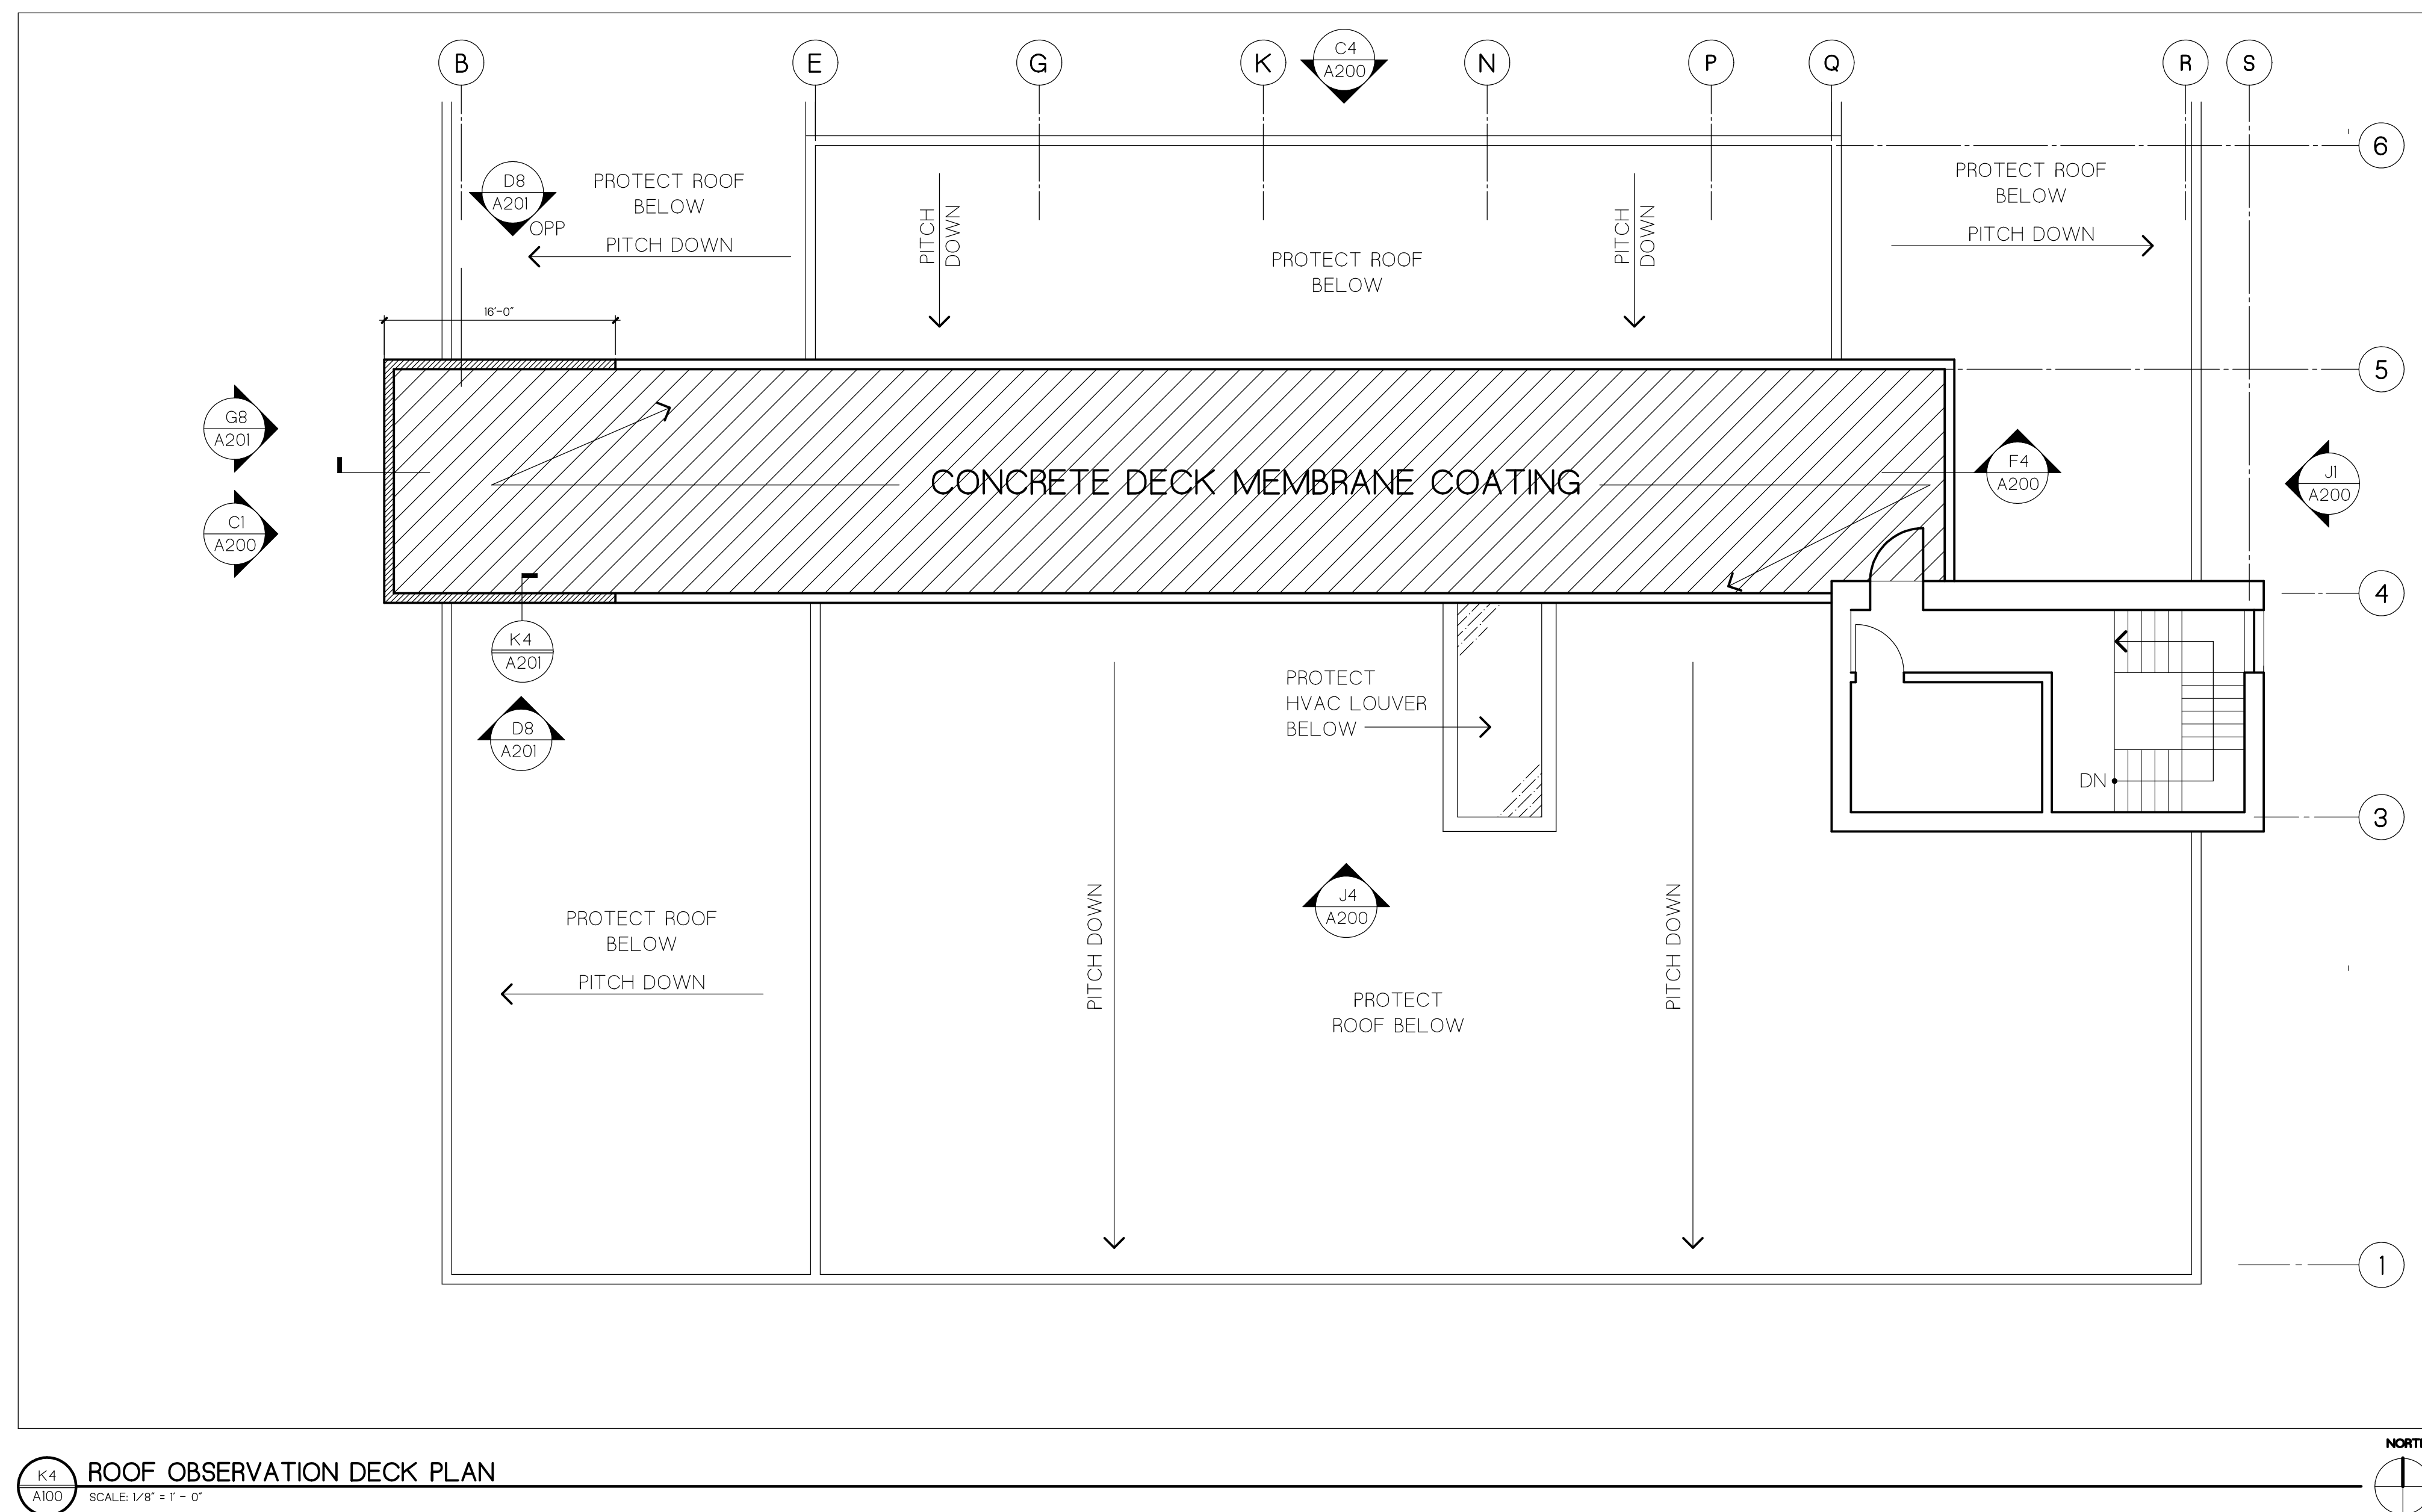 B
E
G
K
C4
A200
N
P
Q
R
S
6
D8
A201
OPP
PROTECT ROOF
BELOW
PITCH DOWN
PITCH
DOWN
PROTECT ROOF
BELOW
PITCH
DOWN
PROTECT ROOF
BELOW
PITCH DOWN
16'-0"
5
G8
A201
C1
A200
CONCRETE DECK MEMBRANE COATING
F4
A200
J1
A200
4
K4
A201
D8
A201
PROTECT
HVAC LOUVER
BELOW
DN
3
J4
A200
PROTECT ROOF
BELOW
PITCH DOWN
PITCH DOWN
PROTECT
ROOF BELOW
PITCH DOWN
1
K4
A100
ROOF OBSERVATION DECK PLAN
SCALE: 1/8" = 1' - 0"